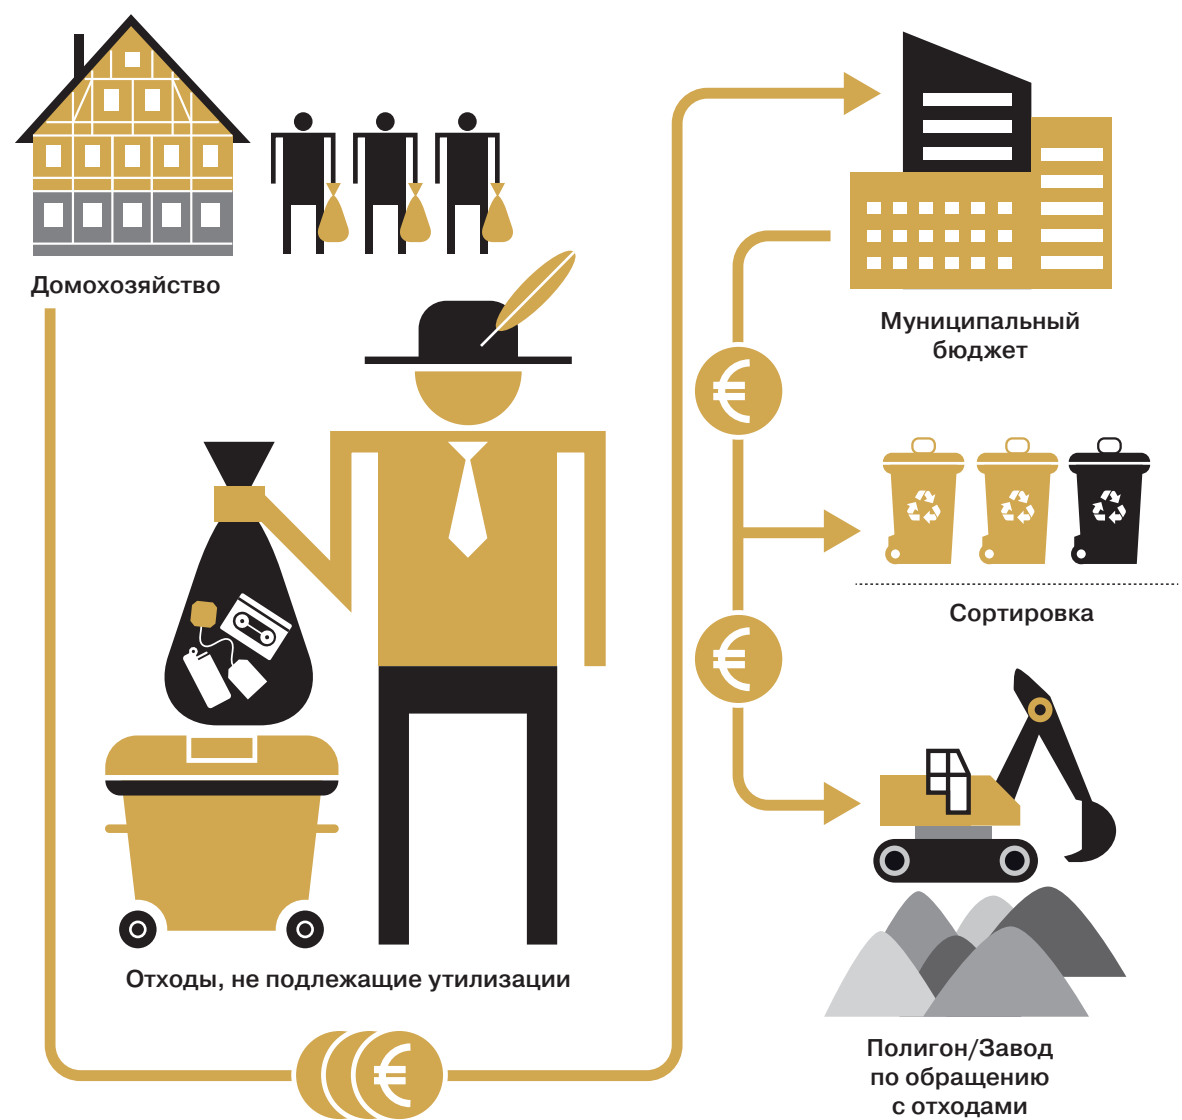 Домохозяйство
Муниципальный
бюджет
€
Сортировка
€
Отходы, не подлежащие утилизации
€
Полигон/Завод
по обращению
с отходами